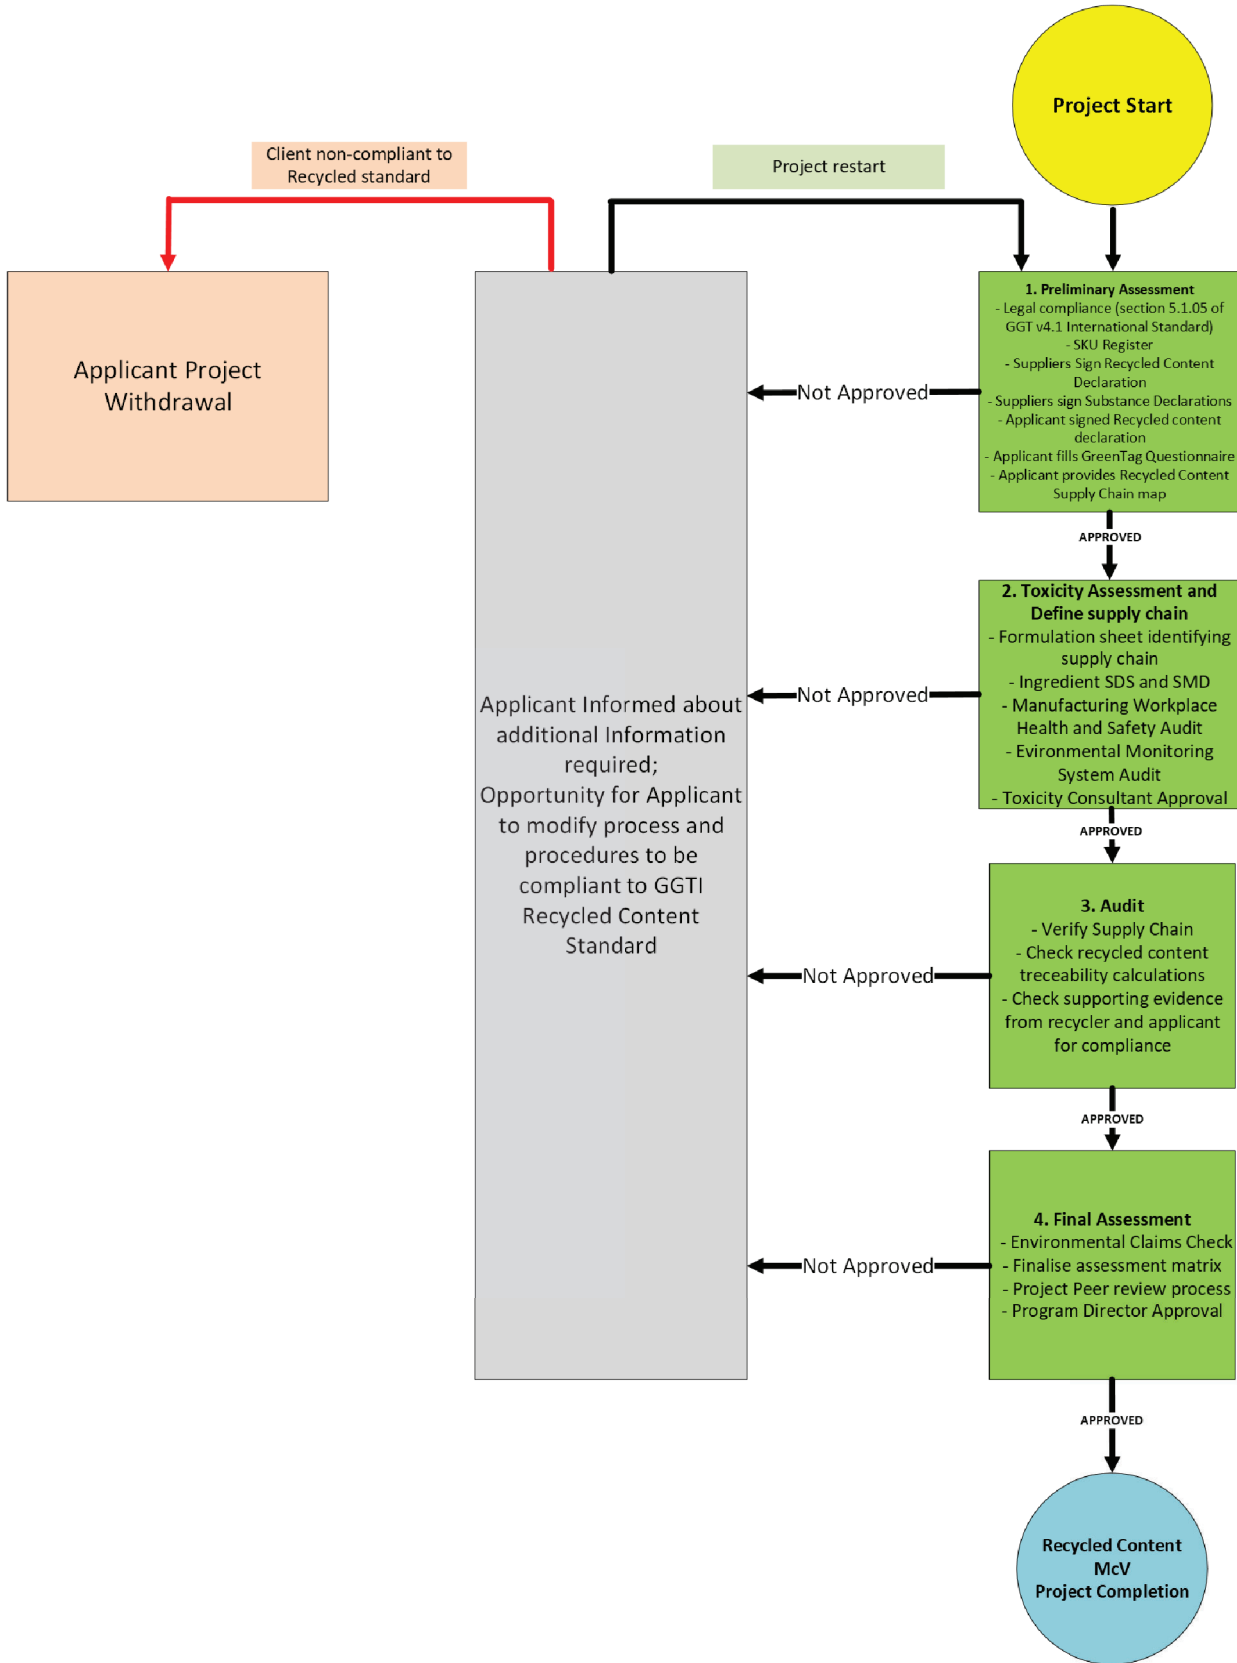 Project Start
Client non-compliant to
Recycled standard
Project restart
Applicant Project
Withdrawal
1. Preliminary Assessment
- Legal compliance (section 5.1.05 of
GGT v4.1 International Standard)
- SKU Register
- Suppliers Sign Recycled Content
Declaration
- Suppliers sign Substance Declarations
- Applicant signed Recycled content
declaration
- Applicant fills GreenTag Questionnaire
- Applicant provides Recycled Content
Supply Chain map
Not Approved
APPROVED
2. Toxicity Assessment and
Define supply chain
- Formulation sheet identifying
supply chain
- Ingredient SDS and SMD
- Manufacturing Workplace
Health and Safety Audit
- Evironmental Monitoring
System Audit
- Toxicity Consultant Approval
Not Approved
Applicant Informed about
additional Information
required;
Opportunity for Applicant
to modify process and
procedures to be
compliant to GGTI
Recycled Content
Standard
APPROVED
3. Audit
- Verify Supply Chain
- Check recycled content
treceability calculations
- Check supporting evidence
from recycler and applicant
for compliance
Not Approved
APPROVED
4. Final Assessment
- Environmental Claims Check
- Finalise assessment matrix
- Project Peer review process
- Program Director Approval
Not Approved
APPROVED
Recycled Content
McV
Project Completion